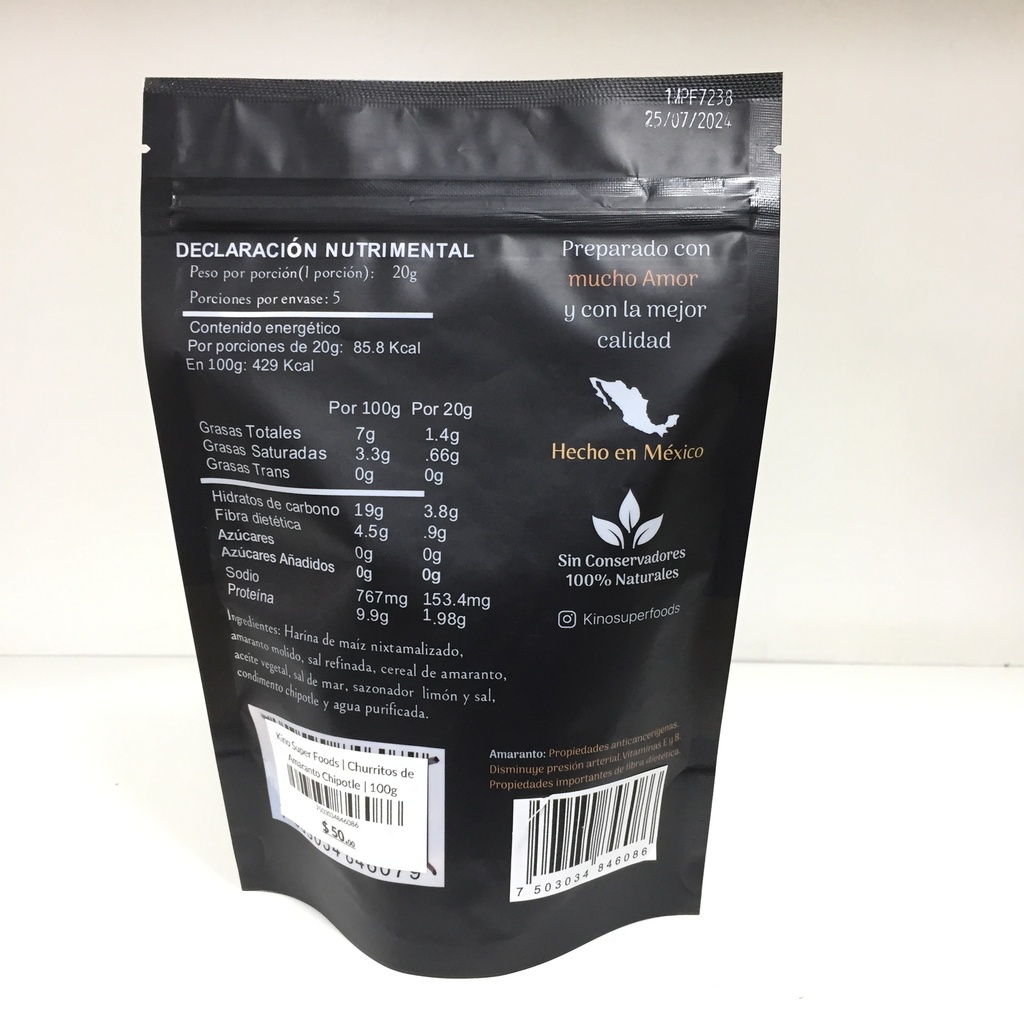 1MPF7238
25/07/2024
DECLARACIÓN NUTRIMENTAL
Peso por porción(1 porción): 20g
Porciones por envase: 5
Contenido energético
Por porciones de 20g: 85.8 Kcal
En 100g: 429 Kcal
Por 100g Por 20g
Grasas Totales 7g 1.4g
Grasas Saturadas 3.3g .66g
Grasas Trans 0g 0g
Hidratos de carbono 19g 3.8g
Fibra dietética 4.5g .9g
Azúcares 0g 0g
Azúcares Añadidos 0g 0g
Sodio 767mg 153.4mg
Proteína 9.9g 1.98g
Ingredientes: Harina de maíz nixtamalizado,
amaranto molido, sal refinada, cereal de amaranto,
aceite vegetal, sal de mar, sazonador limón y sal,
condimento chipotle y agua purificada.
Preparado con
mucho Amor
y con la mejor
calidad
Hecho en México
Sin Conservadores
100% Naturales
Kinosuperfoods
Kino Super Foods | Churritos de
Amaranto Chipotle | 100g
7503034846086
$ 50.00
034 846079
Amaranto: Propiedades anticancerígenas.
Disminuye presión arterial. Vitaminas E y B.
Propiedades importantes de fibra dietética.
7 503034 846086